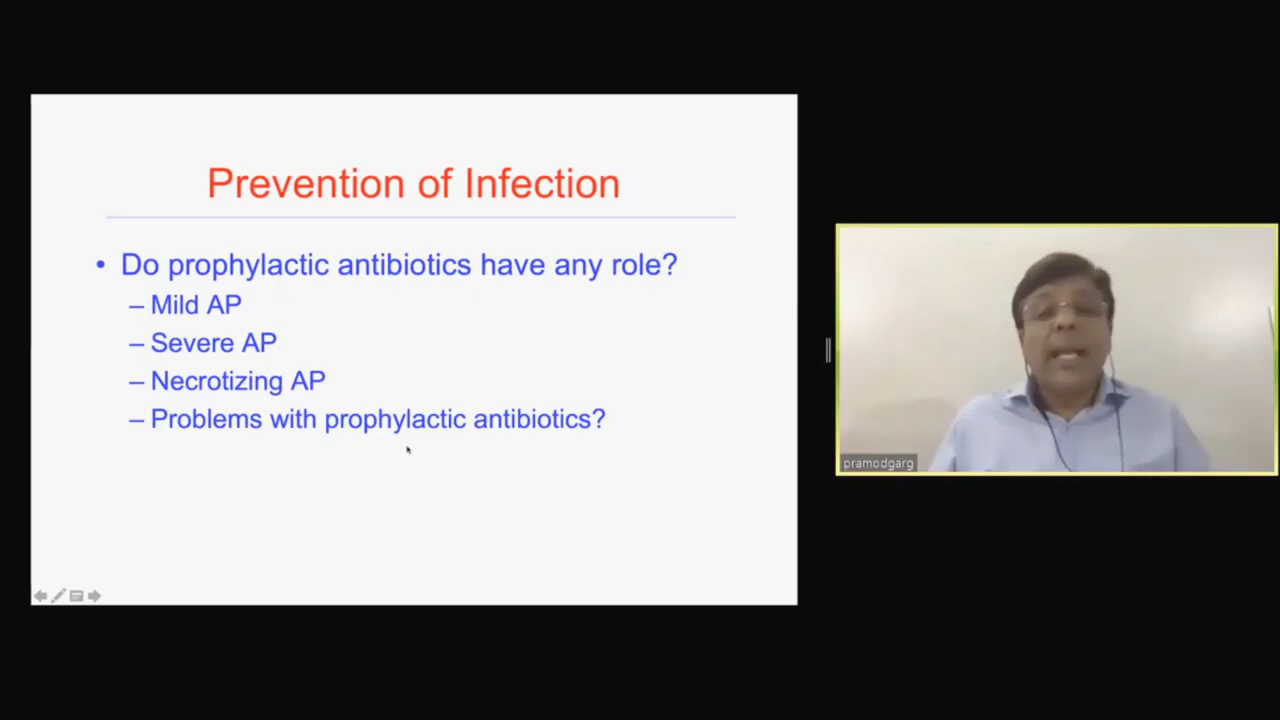 Prevention of Infection
• Do prophylactic antibiotics have any role?
– Mild AP
– Severe AP
– Necrotizing AP
– Problems with prophylactic antibiotics?
pramodgarg